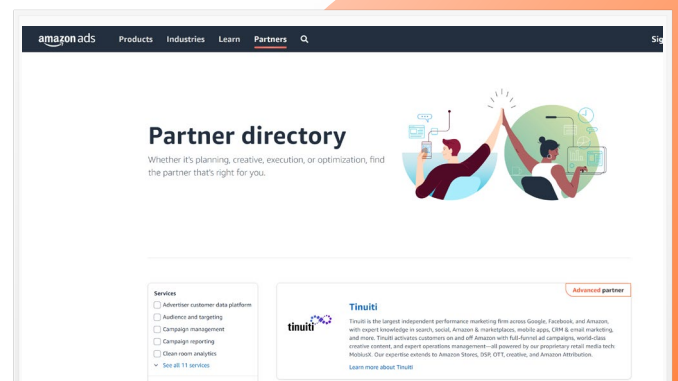 amazon ads Products Industries Learn Partners Sig
Partner directory
Whether it's planning, creative, execution, or optimization, find
the partner that's right for you.
Services
Advertiser customer data platform
Audience and targeting
Campaign management
Campaign reporting
Clean room analytics
See all 11 services
Advanced partner
tinuiti
Tinuiti
Tinuiti is the largest independent performance marketing firm across Google, Facebook, and Amazon,
with expert knowledge in search, social, Amazon & marketplaces, mobile apps, CRM & email marketing,
and more. Tinuiti activates customers on and off Amazon with full-funnel ad campaigns, world-class
creative content, and expert operations management—all powered by our proprietary retail media tech:
MobiusX. Our expertise extends to Amazon Stores, DSP, OTT, creative, and Amazon Attribution.
Learn more about Tinuiti